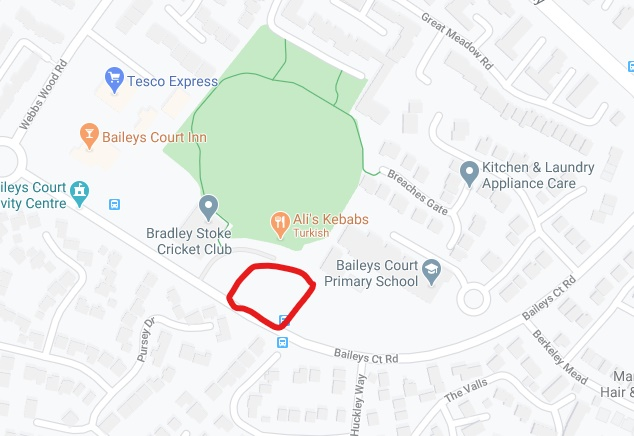 Great Meadow Rd
Webbs Wood Rd
Tesco Express
Baileys Court Inn
Kitchen & Laundry
Appliance Care
Breaches Gate
ileys Court
vity Centre
Ali's Kebabs
Turkish
Bradley Stoke
Cricket Club
Baileys Court
Primary School
Baileys Ct Rd
Pursey Dr
Baileys Ct Rd
Berkeley Mead
Huckley Way
The Valls
Ma
Hair &